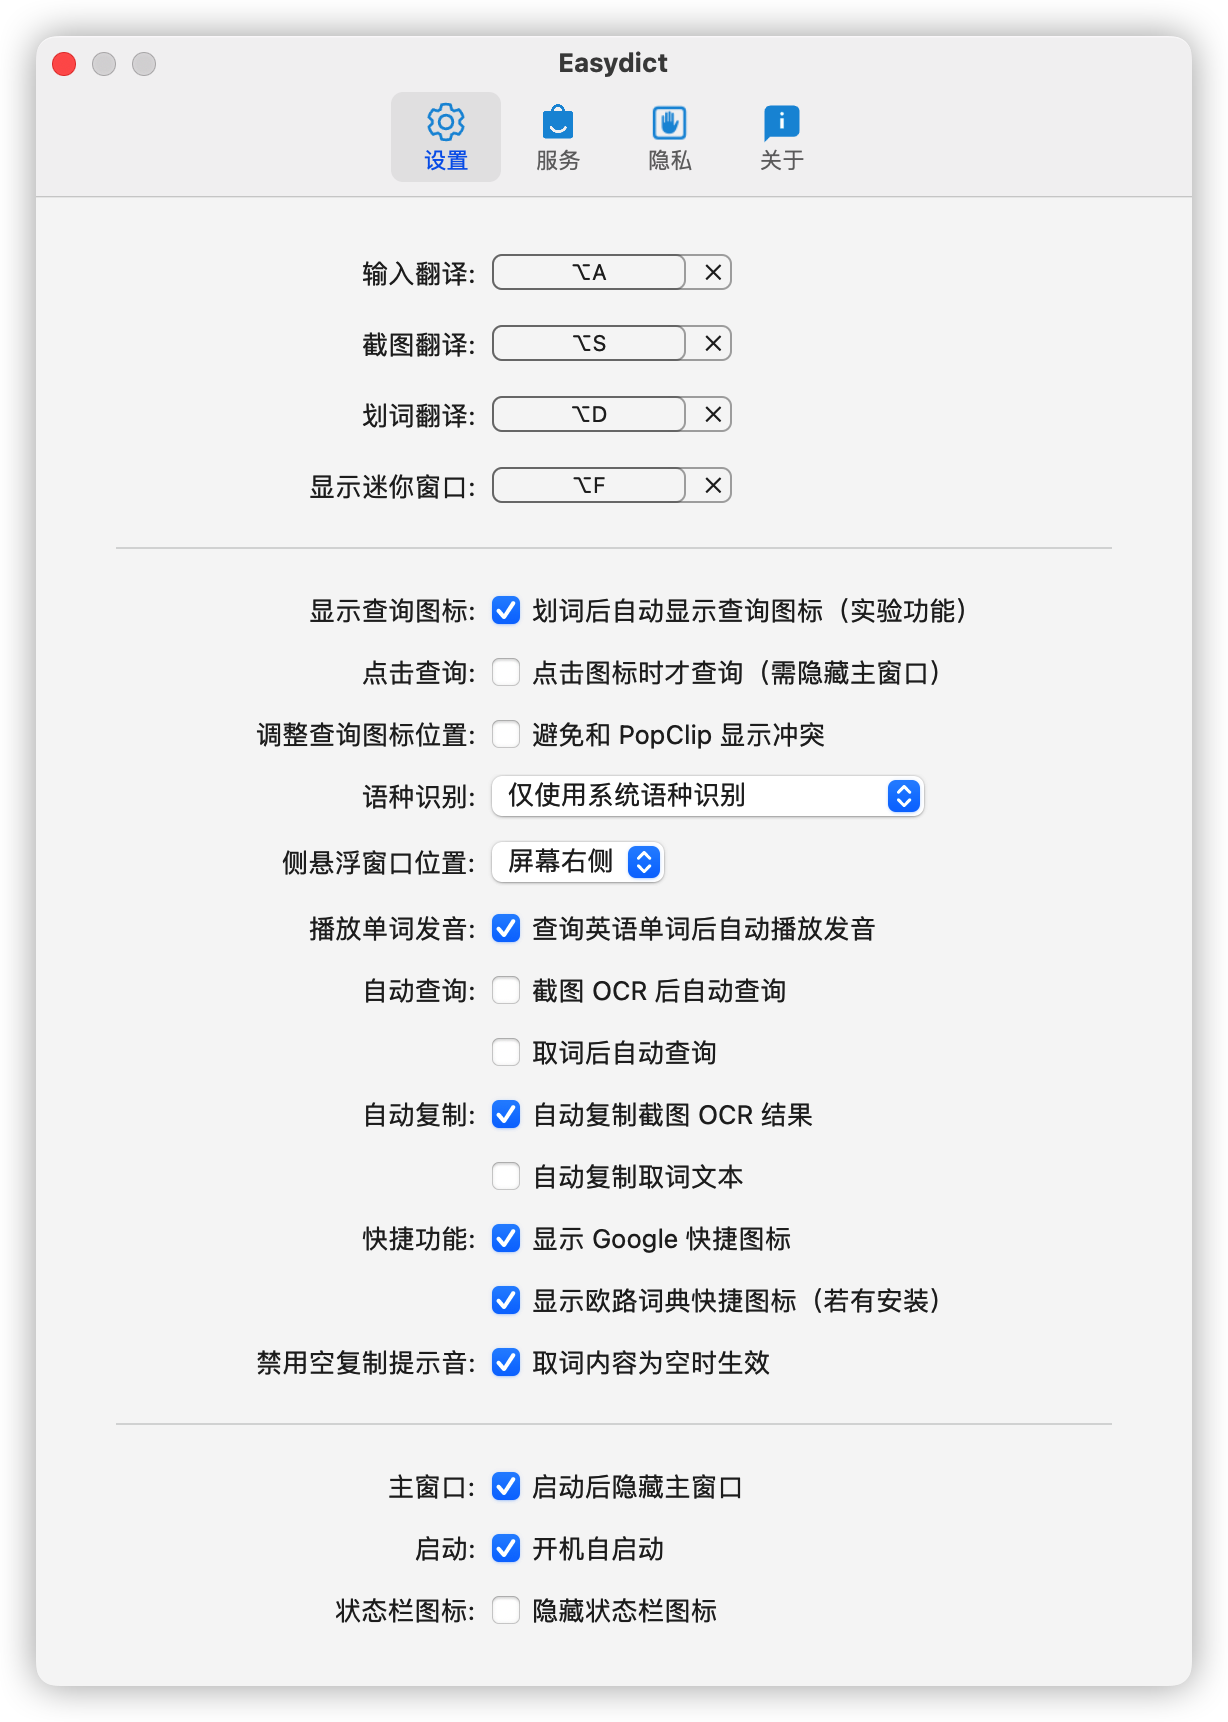 Easydict
设置 服务 隐私 关于
输入翻译: ⌥A ×
截图翻译: ⌥S ×
划词翻译: ⌥D ×
显示迷你窗口: ⌥F ×
显示查询图标: 划词后自动显示查询图标（实验功能）
点击查询: 点击图标时才查询（需隐藏主窗口）
调整查询图标位置: 避免和 PopClip 显示冲突
语种识别: 仅使用系统语种识别
侧悬浮窗口位置: 屏幕右侧
播放单词发音: 查询英语单词后自动播放发音
自动查询: 截图 OCR 后自动查询
取词后自动查询
自动复制: 自动复制截图 OCR 结果
自动复制取词文本
快捷功能: 显示 Google 快捷图标
显示欧路词典快捷图标（若有安装）
禁用空复制提示音: 取词内容为空时生效
主窗口: 启动后隐藏主窗口
启动: 开机自启动
状态栏图标: 隐藏状态栏图标